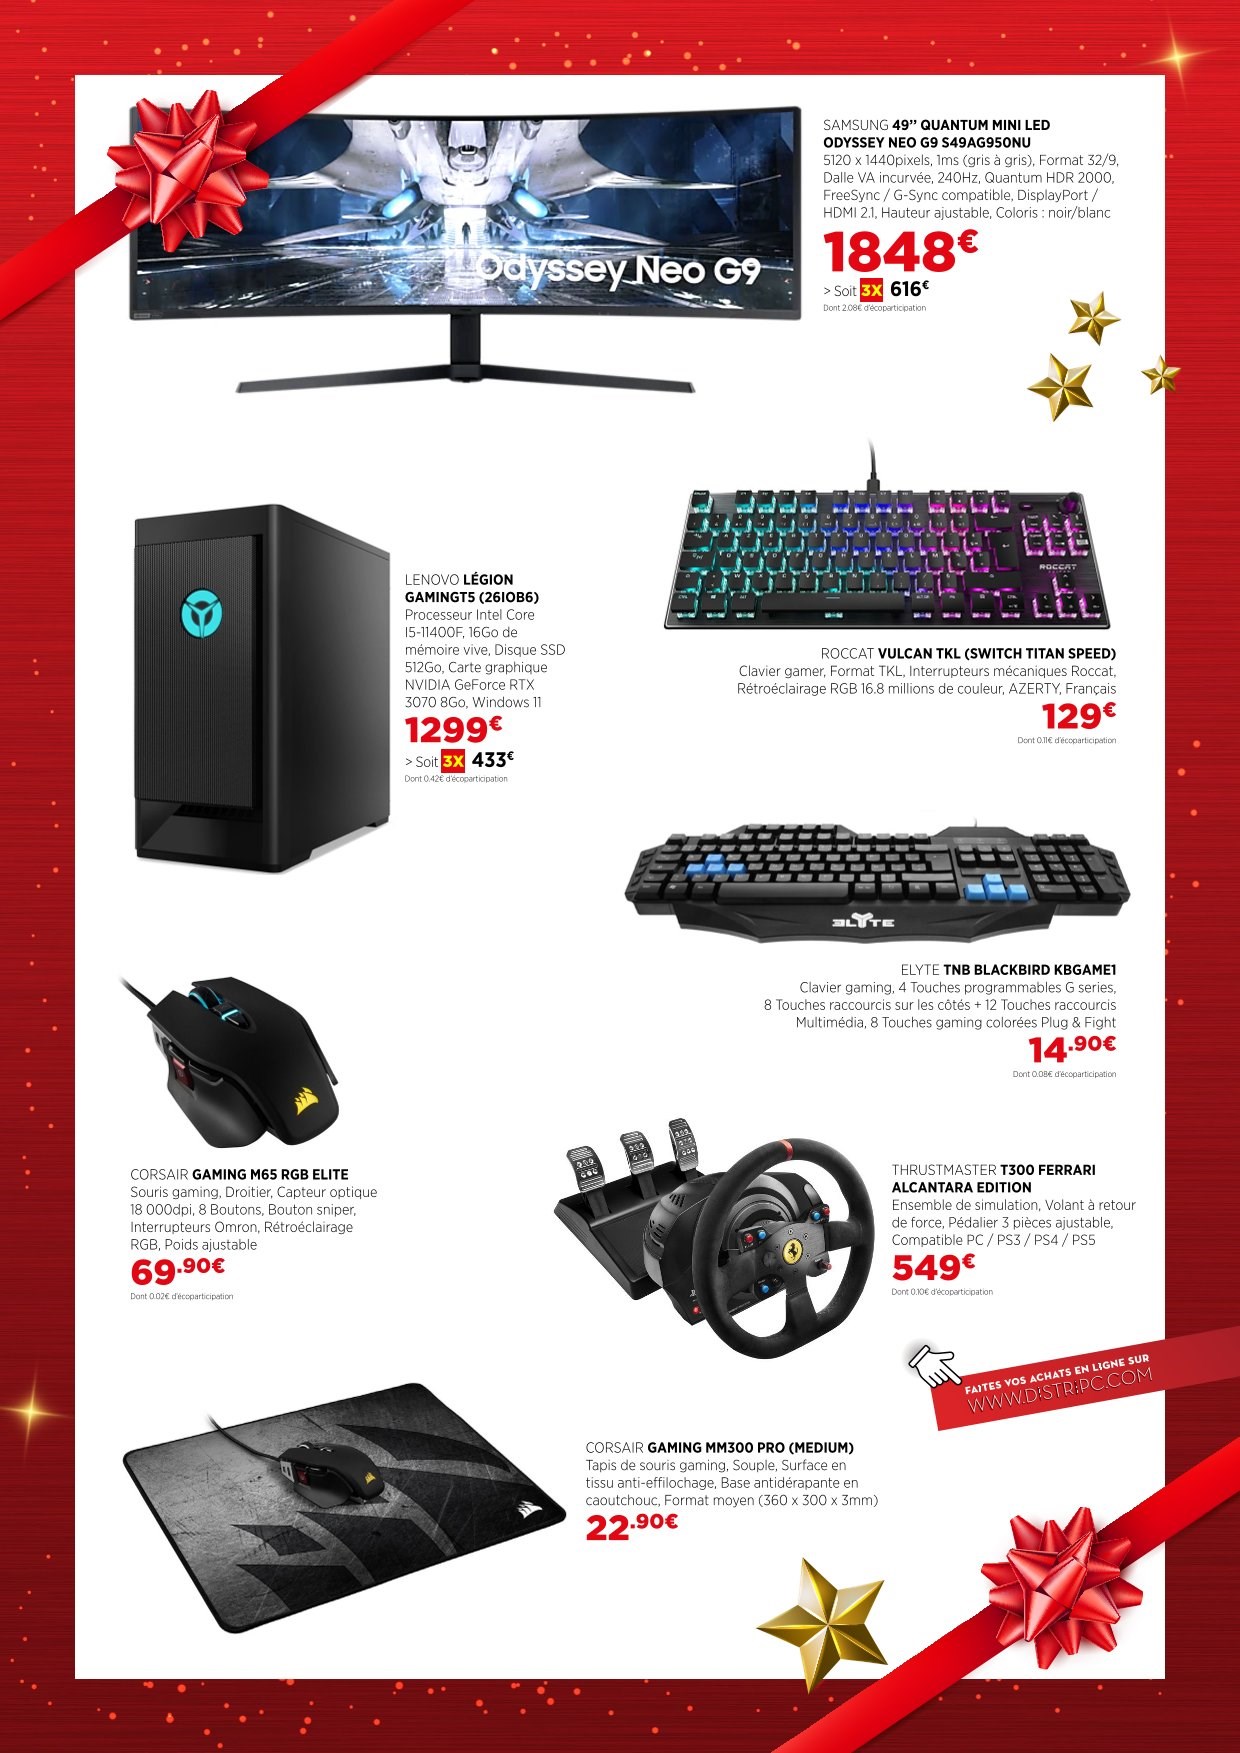 Odyssey Neo G9
SAMSUNG 49’’ QUANTUM MINI LED
ODYSSEY NEO G9 S49AG950NU
5120 x 1440pixels, 1ms (gris à gris), Format 32/9,
Dalle VA incurvée, 240Hz, Quantum HDR 2000,
FreeSync / G-Sync compatible, DisplayPort /
HDMI 2.1, Hauteur ajustable, Coloris : noir/blanc
1848€
> Soit 3X 616€
Dont 2.08€ d'écoparticipation
LENOVO LÉGION
GAMINGT5 (26IOB6)
Processeur Intel Core
I5-11400F, 16Go de
mémoire vive, Disque SSD
512Go, Carte graphique
NVIDIA GeForce RTX
3070 8Go, Windows 11
1299€
> Soit 3X 433€
Dont 0.42€ d'écoparticipation
ROCCAT
ROCCAT VULCAN TKL (SWITCH TITAN SPEED)
Clavier gamer, Format TKL, Interrupteurs mécaniques Roccat,
Rétroéclairage RGB 16.8 millions de couleur, AZERTY, Français
129€
Dont 0.11€ d'écoparticipation
ELYTE
ELYTE TNB BLACKBIRD KBGAME1
Clavier gaming, 4 Touches programmables G series,
8 Touches raccourcis sur les côtés + 12 Touches raccourcis
Multimédia, 8 Touches gaming colorées Plug & Fight
14.90€
Dont 0.08€ d'écoparticipation
CORSAIR GAMING M65 RGB ELITE
Souris gaming, Droitier, Capteur optique
18 000dpi, 8 Boutons, Bouton sniper,
Interrupteurs Omron, Rétroéclairage
RGB, Poids ajustable
69.90€
Dont 0.02€ d'écoparticipation
THRUSTMASTER T300 FERRARI
ALCANTARA EDITION
Ensemble de simulation, Volant à retour
de force, Pédalier 3 pièces ajustable,
Compatible PC / PS3 / PS4 / PS5
549€
Dont 0.10€ d'écoparticipation
FAITES VOS ACHATS EN LIGNE SUR
WWW.DISTRIPC.COM
CORSAIR GAMING MM300 PRO (MEDIUM)
Tapis de souris gaming, Souple, Surface en
tissu anti-effilochage, Base antidérapante en
caoutchouc, Format moyen (360 x 300 x 3mm)
22.90€